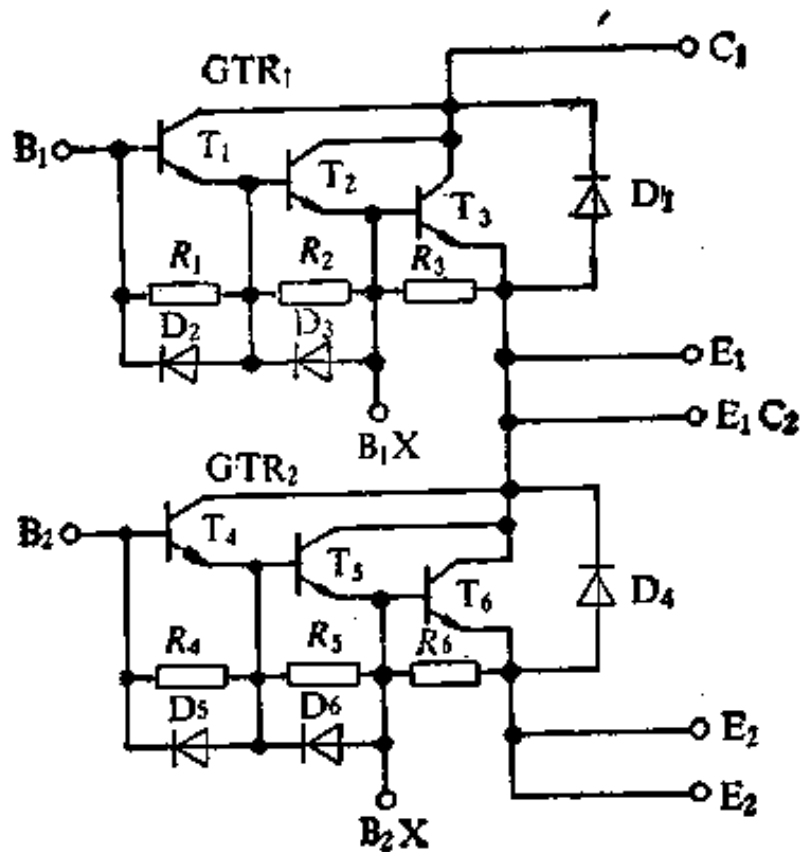 C₁
GTR₁
B₁
T₁
T₂
T₃
D₁
R₁
R₂
R₃
D₂
D₃
E₁
B₁X
E₁C₂
GTR₂
B₂
T₄
T₅
T₆
D₄
R₄
R₅
R₆
D₅
D₆
E₂
E₂
B₂X